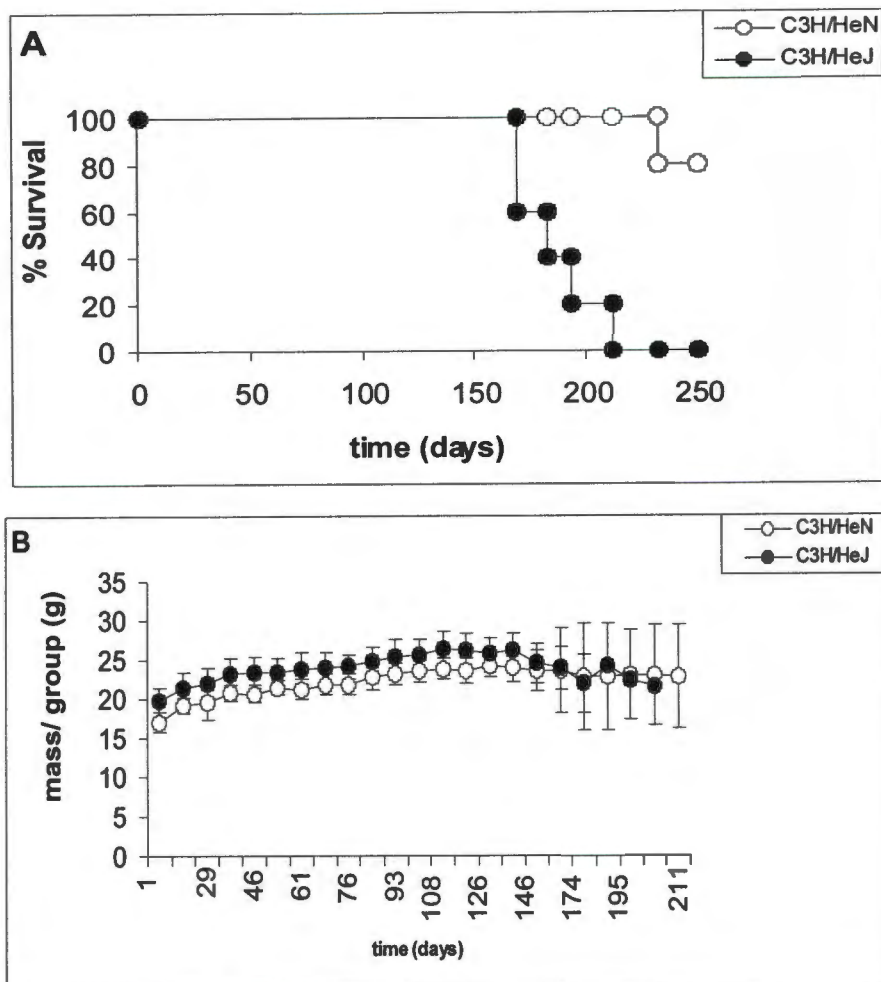 A
C3H/HeN
C3H/HeJ
% Survival
100
80
60
40
20
0
0 50 100 150 200 250
time (days)
B
C3H/HeN
C3H/HeJ
mass/ group (g)
35
30
25
20
15
10
5
0
1 29 46 61 76 93 108 126 146 174 195 211
time (days)